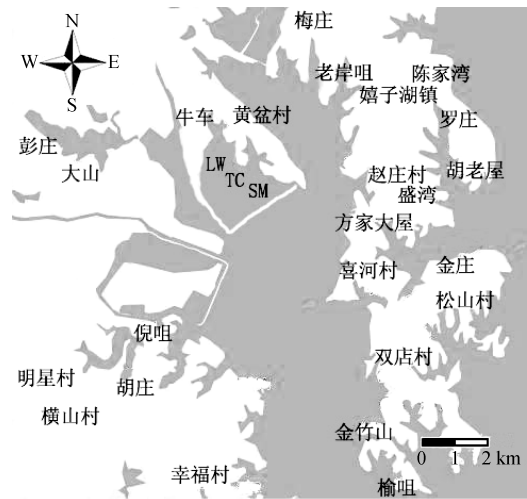 N
梅庄
W
E
老岸咀
陈家湾
嬉子湖镇
S
牛车
黄盆村
罗庄
彭庄
大山
LW
TC
SM
赵庄村
胡老屋
盛湾
方家大屋
喜河村
金庄
松山村
倪咀
双店村
明星村
胡庄
横山村
金竹山
0 1 2 km
幸福村
榆咀